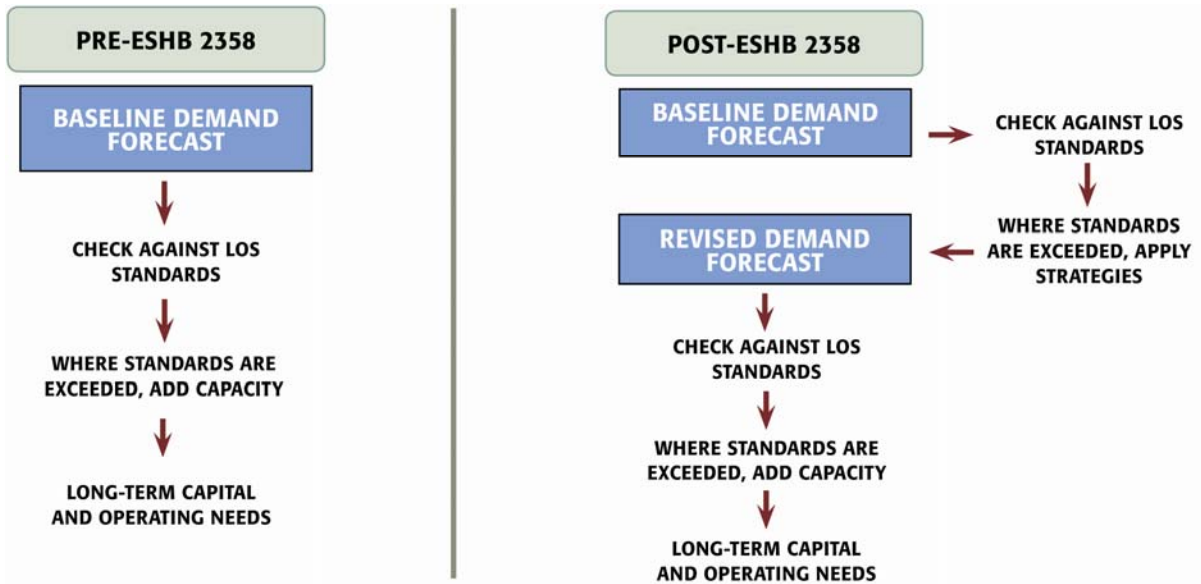 PRE-ESHB 2358
BASELINE DEMAND
FORECAST
CHECK AGAINST LOS
STANDARDS
WHERE STANDARDS ARE
EXCEEDED, ADD CAPACITY
LONG-TERM CAPITAL
AND OPERATING NEEDS
POST-ESHB 2358
BASELINE DEMAND
FORECAST
CHECK AGAINST LOS
STANDARDS
WHERE STANDARDS
ARE EXCEEDED, APPLY
STRATEGIES
REVISED DEMAND
FORECAST
CHECK AGAINST LOS
STANDARDS
WHERE STANDARDS ARE
EXCEEDED, ADD CAPACITY
LONG-TERM CAPITAL
AND OPERATING NEEDS